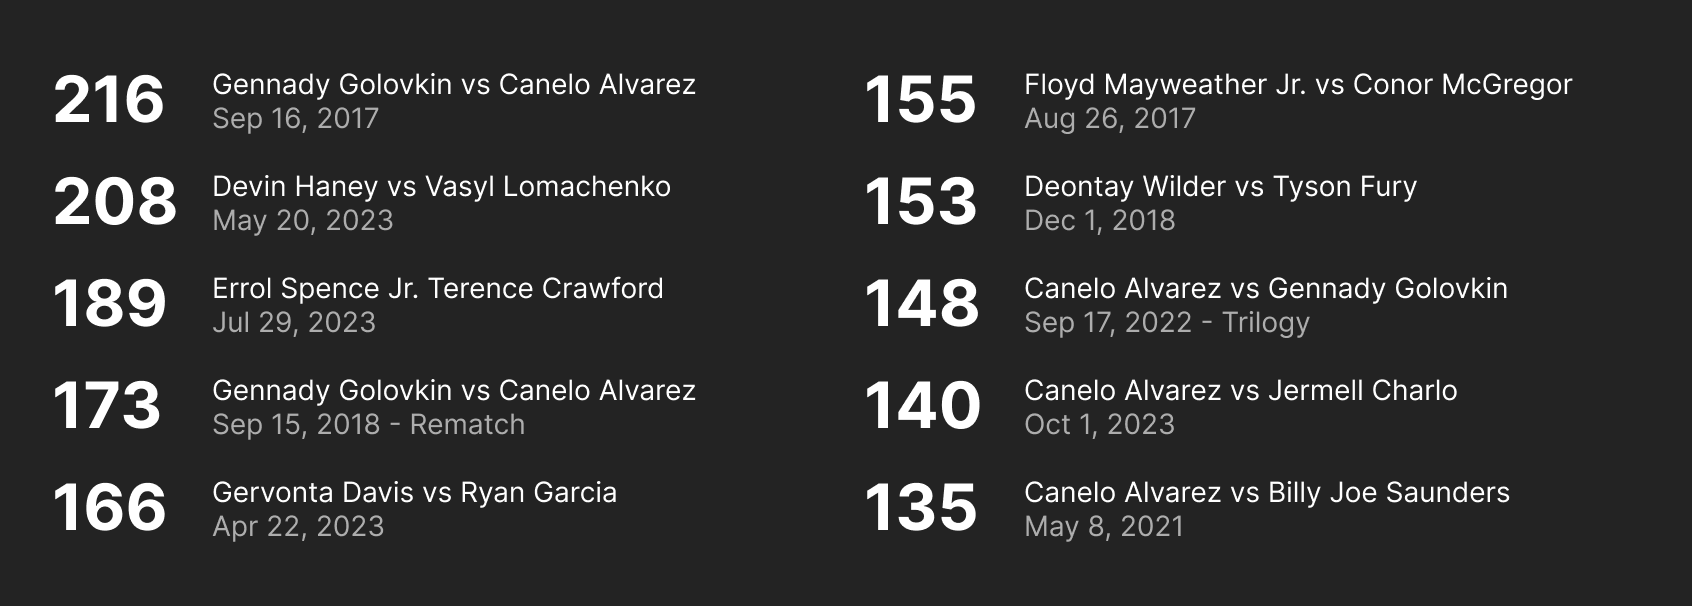 216
Gennady Golovkin vs Canelo Alvarez
Sep 16, 2017
208
Devin Haney vs Vasyl Lomachenko
May 20, 2023
189
Errol Spence Jr. Terence Crawford
Jul 29, 2023
173
Gennady Golovkin vs Canelo Alvarez
Sep 15, 2018 - Rematch
166
Gervonta Davis vs Ryan Garcia
Apr 22, 2023
155
Floyd Mayweather Jr. vs Conor McGregor
Aug 26, 2017
153
Deontay Wilder vs Tyson Fury
Dec 1, 2018
148
Canelo Alvarez vs Gennady Golovkin
Sep 17, 2022 - Trilogy
140
Canelo Alvarez vs Jermell Charlo
Oct 1, 2023
135
Canelo Alvarez vs Billy Joe Saunders
May 8, 2021